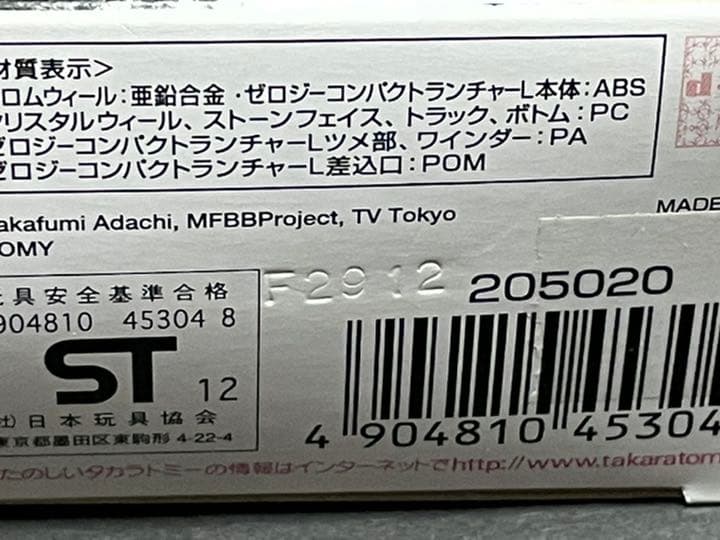 材質表示>
ロムウィール：亜鉛合金・ゼロジーコンパクトランチャーL本体：ABS
クリスタルウィール、ストーンフェイス、トラック、ボトム：PC
ゼロジーコンパクトランチャーLツメ部、ワインダー：PA
ゼロジーコンパクトランチャーL差込口：POM
akafumi Adachi, MFBBProject, TV Tokyo
OMY
MADE
玩具安全基準合格
904810 45304 8
ST 12
社)日本玩具協会
東京都墨田区東駒形 4-22-4
F2912
205020
4 904810 45304
たのしいタカラトミーの情報はインターネットでhttp://www.takaratom